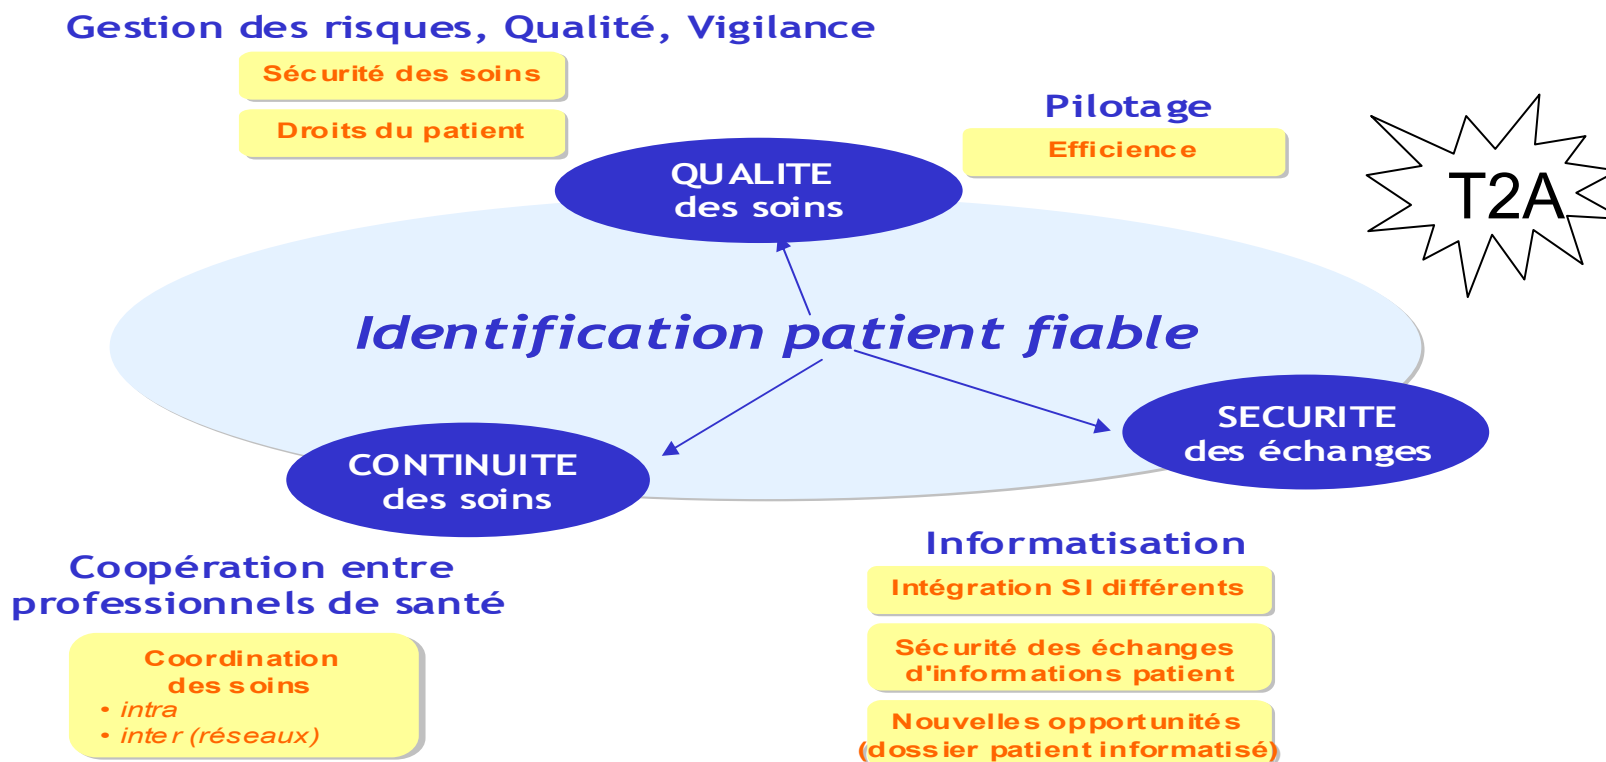 Gestion des risques, Qualité, Vigilance
Sécurité des soins
Droits du patient
Pilotage
Efficience
T2A
QUALITE
des soins
Identification patient fiable
SECURITE
des échanges
CONTINUITE
des soins
Coopération entre
professionnels de santé
Coordination
des soins
• intra
• inter (réseaux)
Informatisation
Intégration SI différents
Sécurité des échanges
d'informations patient
Nouvelles opportunités
(dossier patient informatisé)